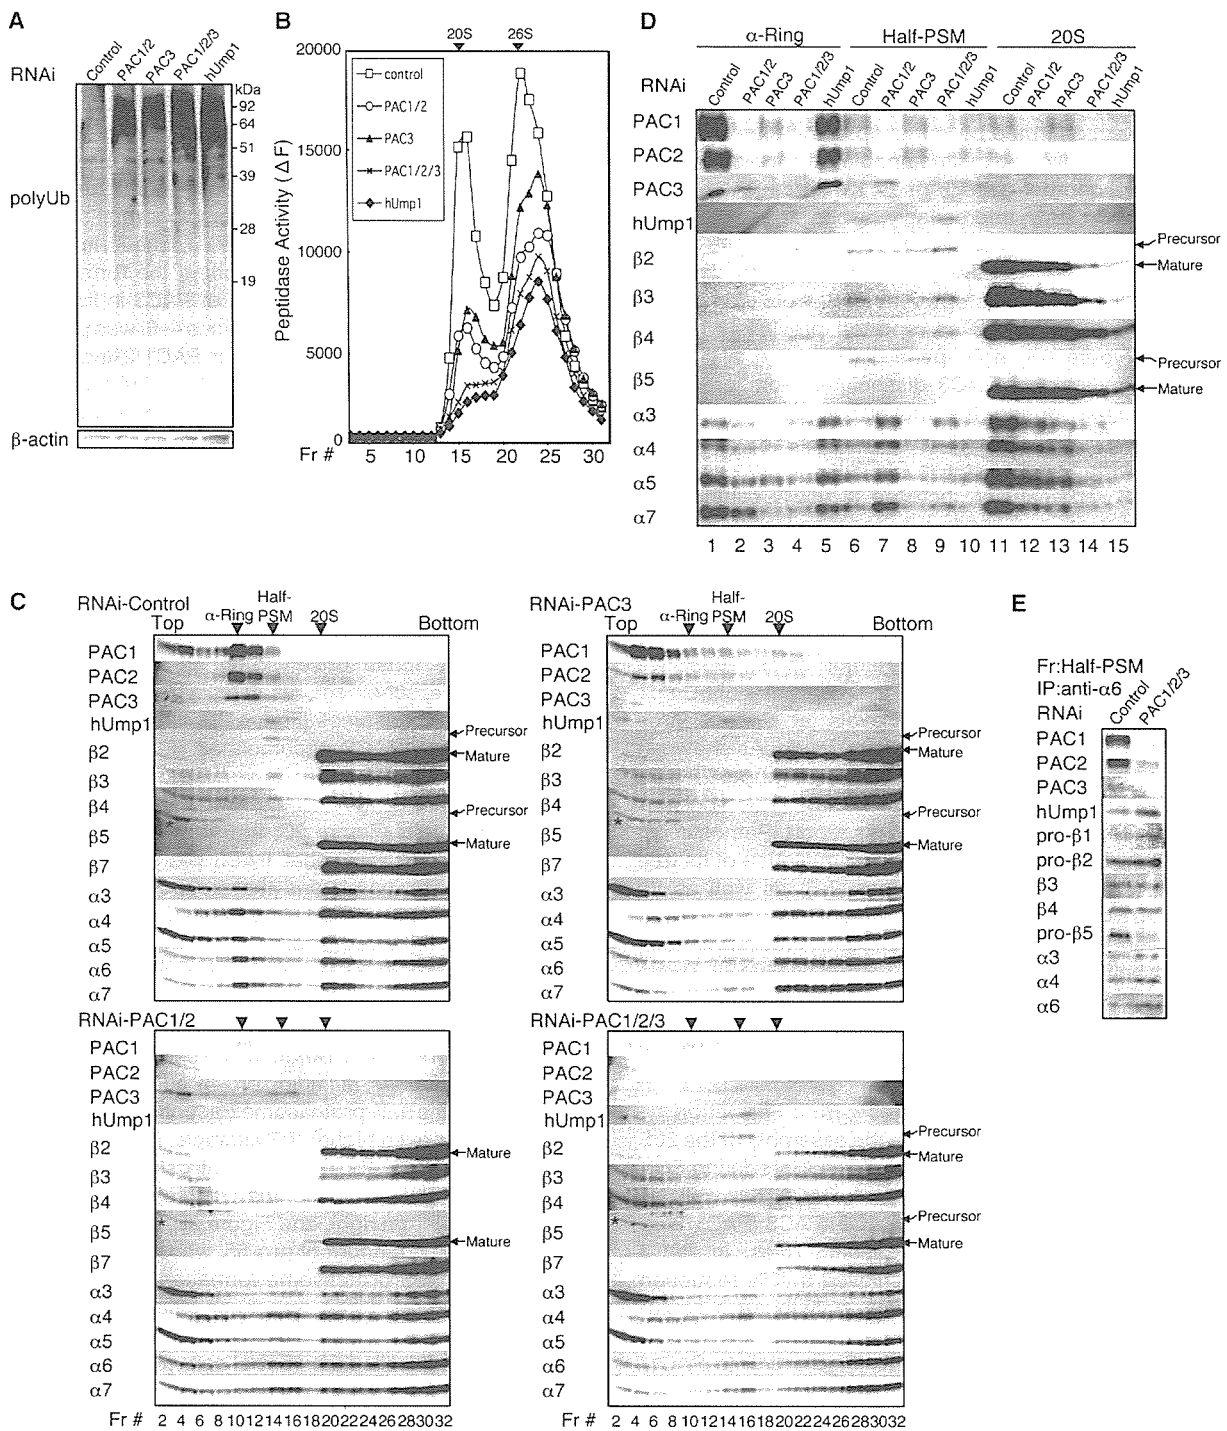 A
RNAi
Control
PAC1/2
PAC3
PAC1/2/3
hUmp1
kDa
92
64
51
39
28
19
polyUb
β-actin
B
20S
26S
Peptidase Activity (Δ F)
20000
15000
10000
5000
0
control
PAC1/2
PAC3
PAC1/2/3
hUmp1
Fr #
5 10 15 20 25 30
D
α-Ring
Half-PSM
20S
RNAi
Control PAC1/2 PAC3 PAC1/2/3 hUmp1 Control PAC1/2 PAC3 PAC1/2/3 hUmp1 Control PAC1/2 PAC3 PAC1/2/3 hUmp1
PAC1
PAC2
PAC3
hUmp1
Precursor
β2
Mature
β3
β4
Precursor
β5
Mature
α3
α4
α5
α7
1 2 3 4 5 6 7 8 9 10 11 12 13 14 15
C
RNAi-Control
Top
α-Ring
Half-
PSM
20S
Bottom
PAC1
PAC2
PAC3
hUmp1
Precursor
β2
Mature
β3
β4
Precursor
*
β5
Mature
β7
α3
α4
α5
α6
α7
RNAi-PAC3
Top
α-Ring
Half-
PSM
20S
Bottom
PAC1
PAC2
PAC3
hUmp1
Precursor
β2
Mature
β3
β4
Precursor
*
β5
Mature
β7
α3
α4
α5
α6
α7
RNAi-PAC1/2
PAC1
PAC2
PAC3
hUmp1
β2
Mature
β3
β4
*
β5
Mature
β7
α3
α4
α5
α6
α7
Fr # 2 4 6 8 10 12 14 16 18 20 22 24 26 28 30 32
RNAi-PAC1/2/3
PAC1
PAC2
PAC3
hUmp1
Precursor
β2
Mature
β3
β4
Precursor
*
β5
Mature
β7
α3
α4
α5
α6
α7
Fr # 2 4 6 8 10 12 14 16 18 20 22 24 26 28 30 32
E
Fr:Half-PSM
IP:anti-α6
RNAi
Control
PAC1/2/3
PAC1
PAC2
PAC3
hUmp1
pro-β1
pro-β2
β3
β4
pro-β5
α3
α4
α6